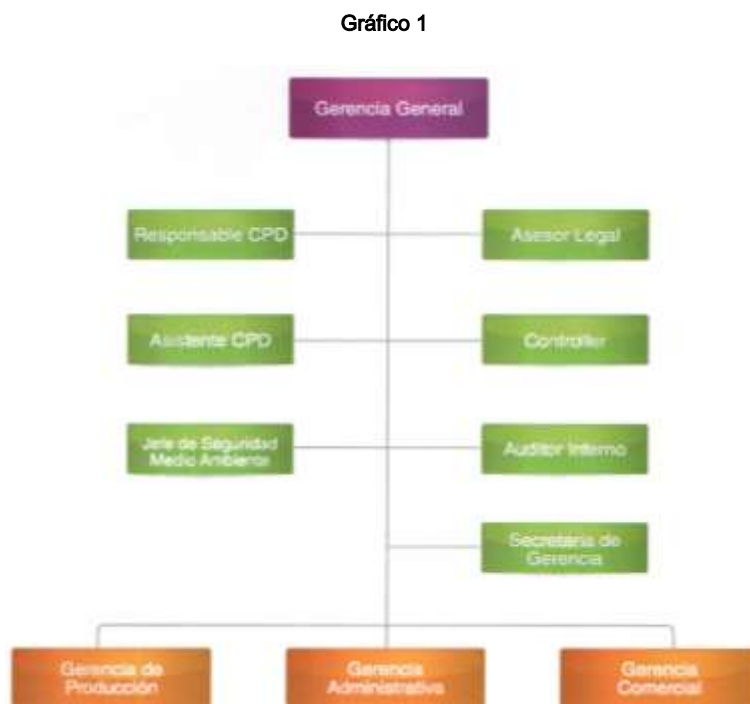 Gráfico 1
Gerencia General
Responsable CPD
Asesor Legal
Asistente CPD
Controller
Jefe de Seguridad
Medio Ambiente
Auditor Interno
Secretaria de
Gerencia
Gerencia de
Producción
Gerencia
Administrativa
Gerencia
Comercial